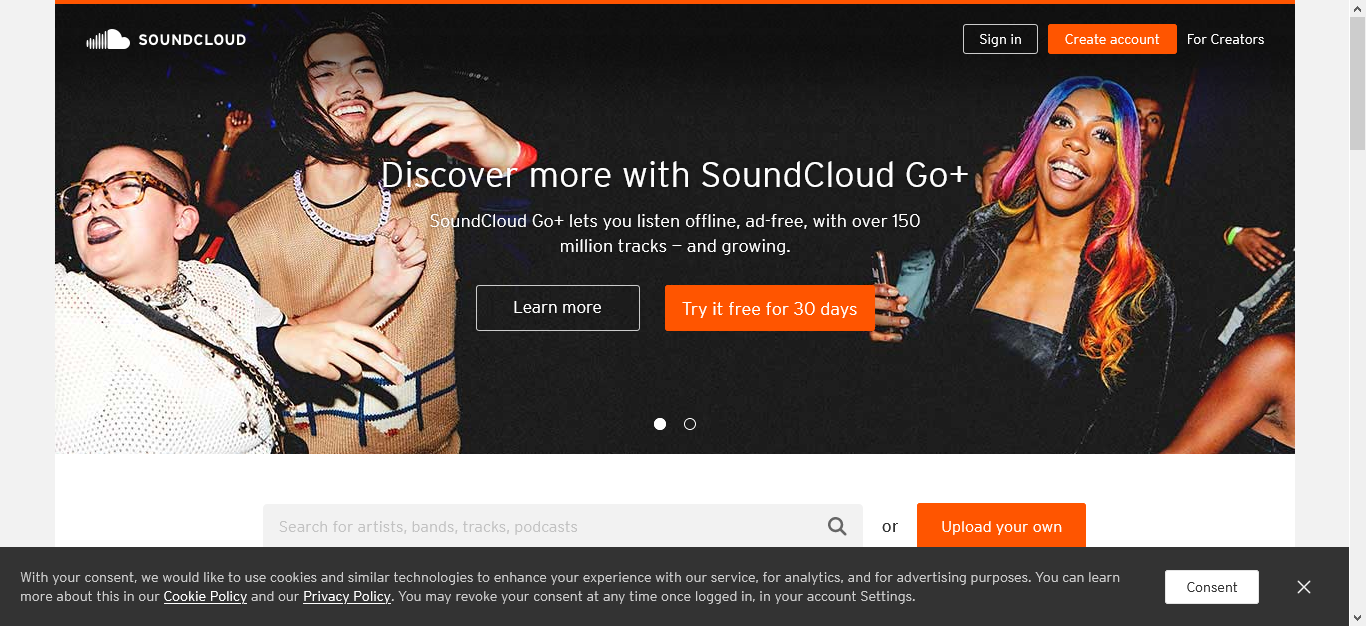 SOUNDCLOUD
Sign in
Create account
For Creators
Discover more with SoundCloud Go+
SoundCloud Go+ lets you listen offline, ad-free, with over 150
million tracks — and growing.
Learn more
Try it free for 30 days
Search for artists, bands, tracks, podcasts
or
Upload your own
With your consent, we would like to use cookies and similar technologies to enhance your experience with our service, for analytics, and for advertising purposes. You can learn
more about this in our Cookie Policy and our Privacy Policy. You may revoke your consent at any time once logged in, in your account Settings.
Consent